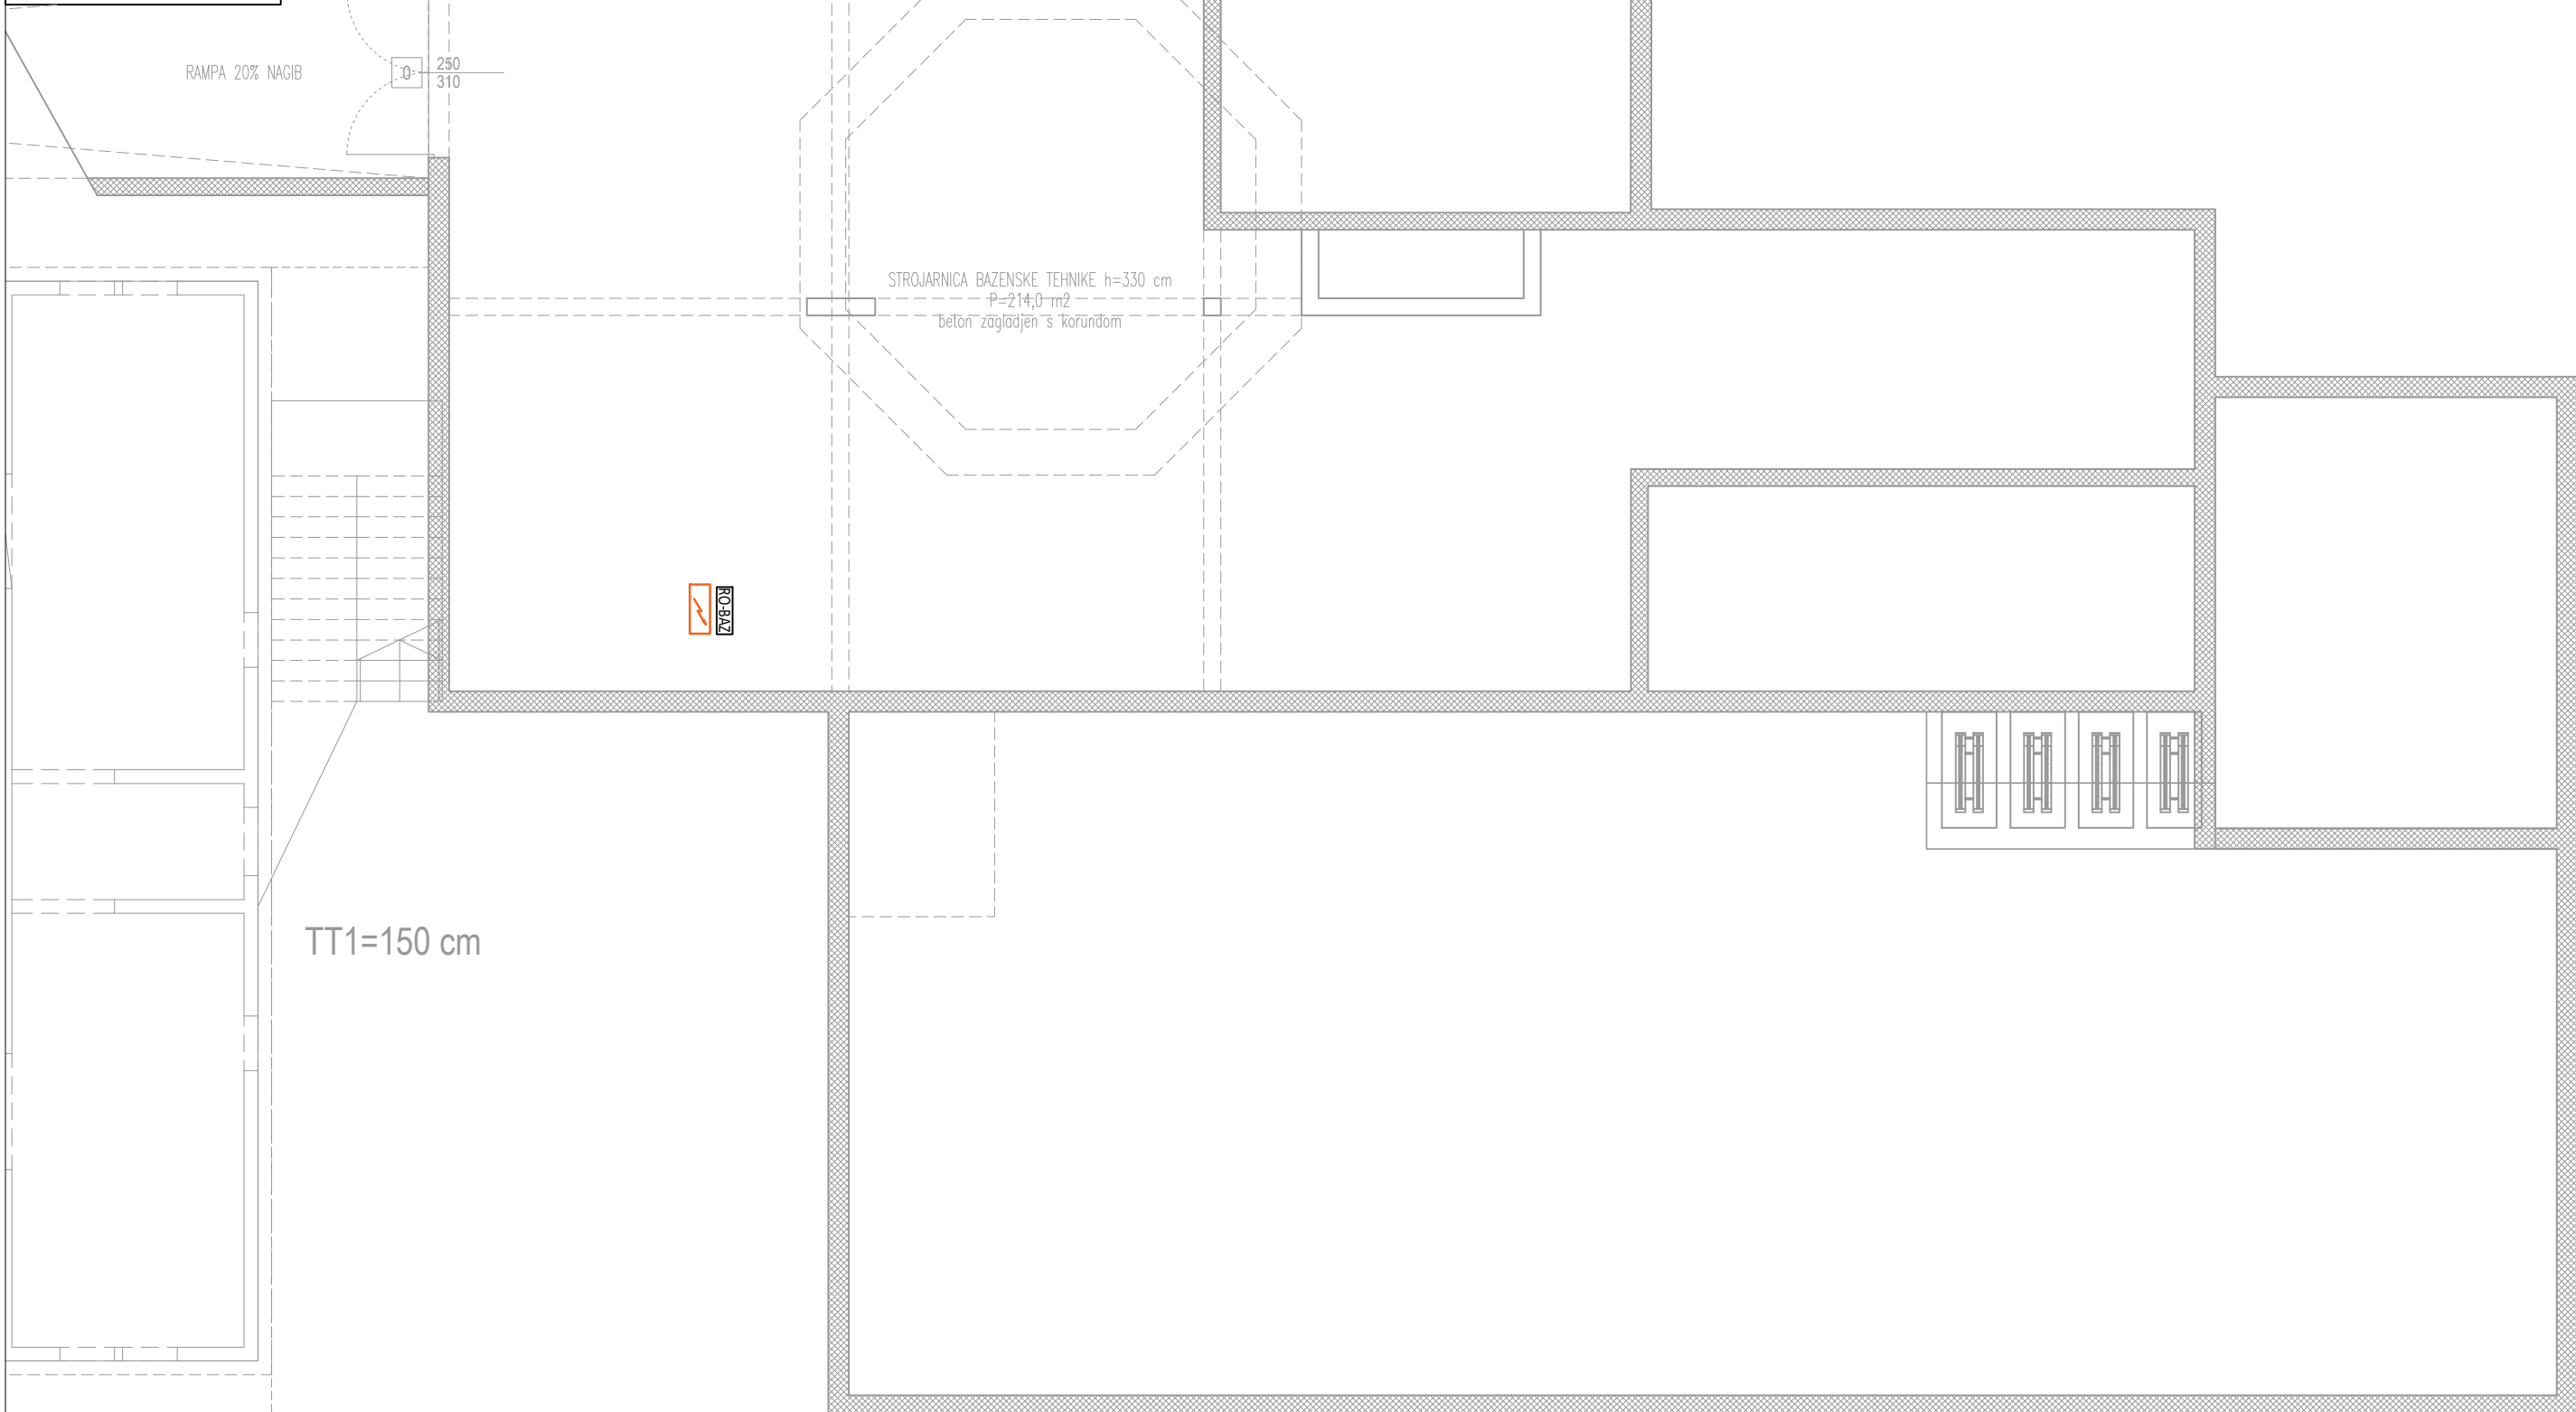 RAMPA 20% NAGIB
0
250
310
STROJARNICA BAZENSKE TEHNIKE h=330 cm
P=214,0 m2
beton zagladjen s korundom
RO-BAZ
TT1=150 cm